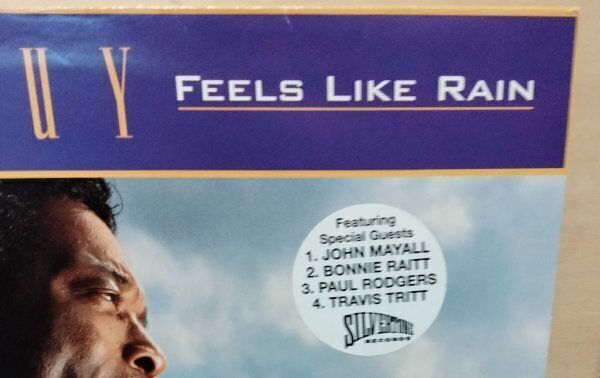 UY FEELS LIKE RAIN
Featuring
Special Guests
1. JOHN MAYALL
2. BONNIE RAITT
3. PAUL RODGERS
4. TRAVIS TRITT
SILVERTONE
RECORDS